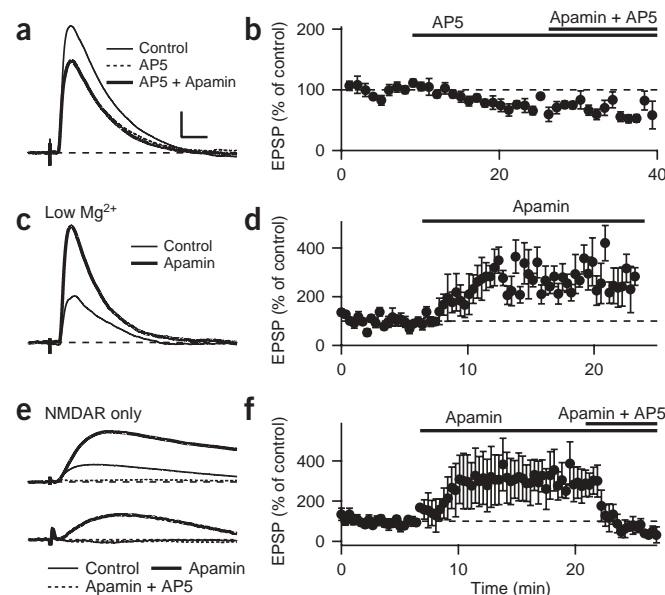 a
Control
AP5
AP5 + Apamin
b
AP5
Apamin + AP5
EPSP (% of control)
200
100
0
0
20
40
c
Low Mg²⁺
Control
Apamin
d
Apamin
EPSP (% of control)
400
200
0
0
10
20
e
NMDAR only
Control
Apamin
Apamin + AP5
f
Apamin
Apamin + AP5
EPSP (% of control)
400
200
0
0
10
20
Time (min)